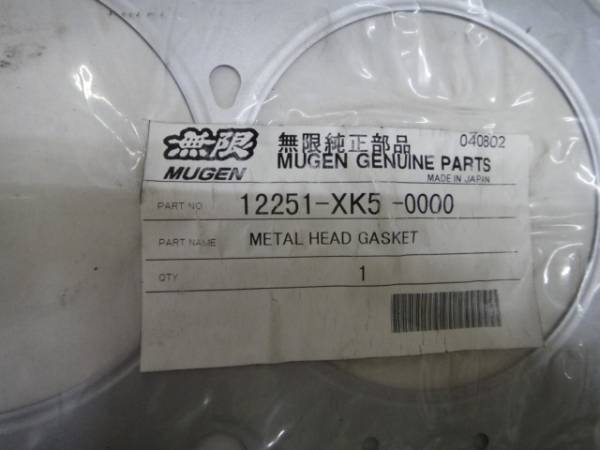 無限
MUGEN
無限純正部品
040802
MUGEN GENUINE PARTS
MADE IN JAPAN
PART NO. 12251-XK5-0000
PART NAME METAL HEAD GASKET
QTY 1